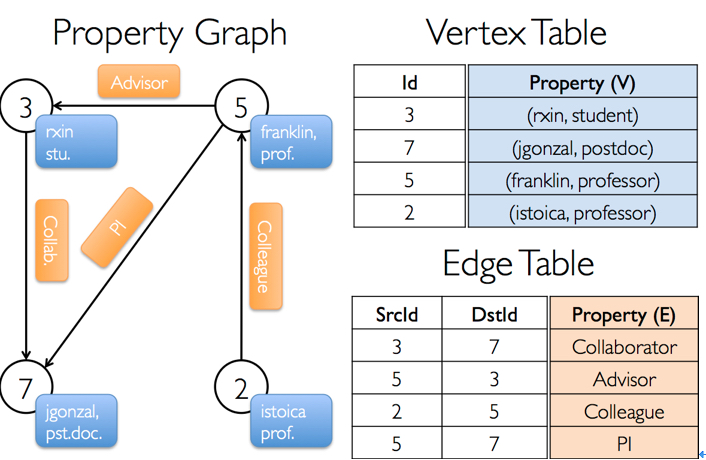 Property Graph
Advisor
3
5
rxin
stu.
franklin,
prof.
Collab.
PI
Colleague
7
2
jgonzal,
pst.doc.
istoica
prof.
Vertex Table
Id Property (V)
3 (rxin, student)
7 (jgonzal, postdoc)
5 (franklin, professor)
2 (istoica, professor)
Edge Table
SrcId DstId Property (E)
3 7 Collaborator
5 3 Advisor
2 5 Colleague
5 7 PI